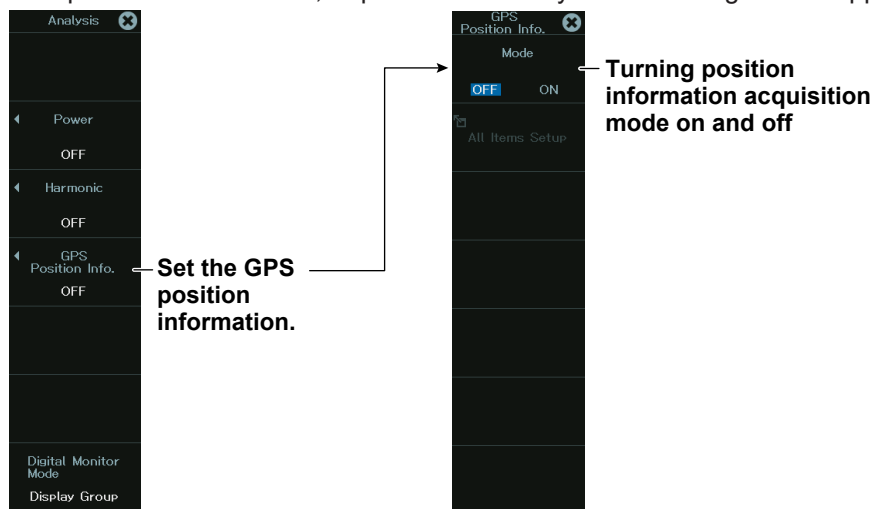 Analysis
Power
OFF
Harmonic
OFF
GPS
Position Info.
OFF
Digital Monitor
Mode
Display Group
Set the GPS
position
information.
GPS
Position Info.
Mode
OFF ON
All Items Setup
Turning position
information acquisition
mode on and off